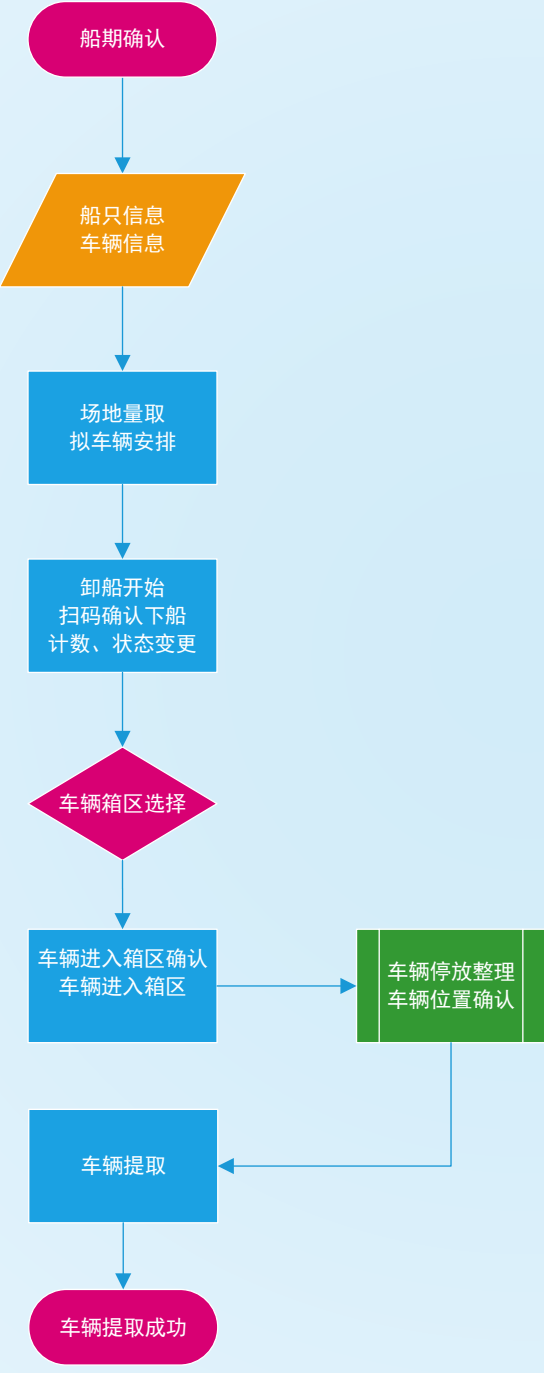 船期确认
船只信息
车辆信息
场地量取
拟车辆安排
卸船开始
扫码确认下船
计数、状态变更
车辆箱区选择
车辆进入箱区确认
车辆进入箱区
车辆停放整理
车辆位置确认
车辆提取
车辆提取成功